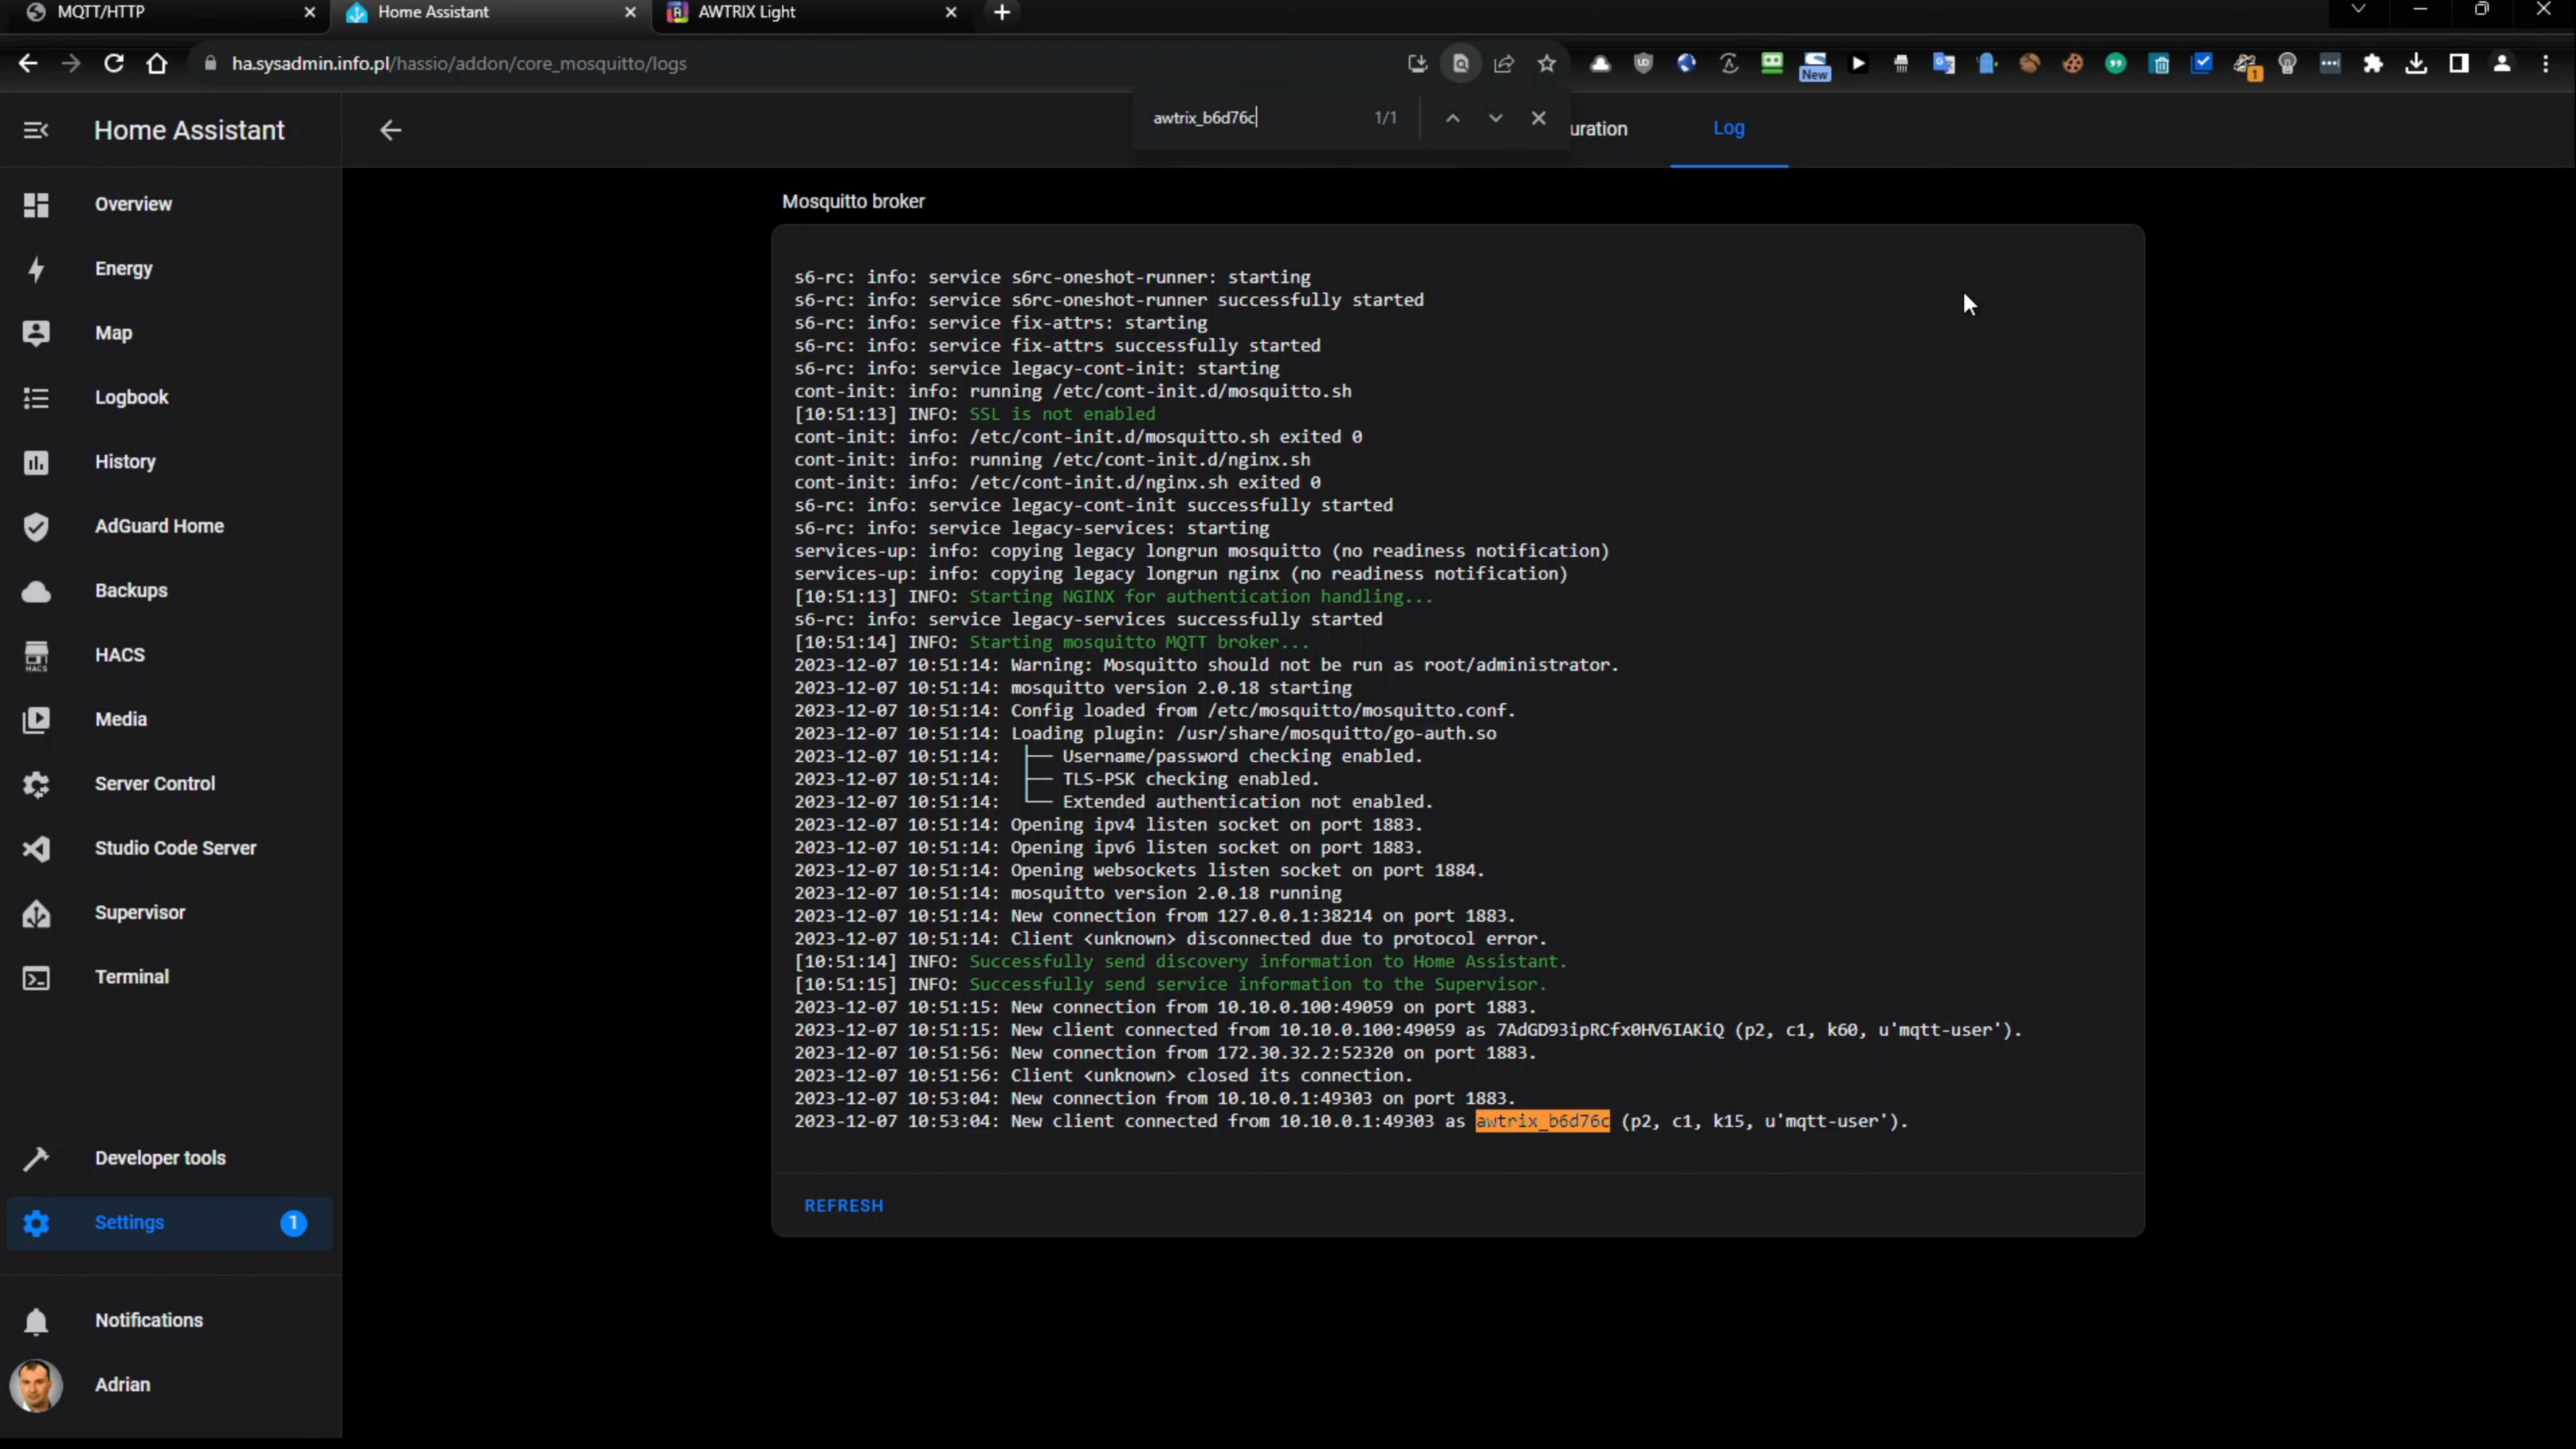 MQTT/HTTP
Home Assistant
AWTRIX Light
ha.sysadmin.info.pl/hassio/addon/core_mosquitto/logs
New
1
awtrix_b6d76c
1/1
Home Assistant
uration
Log
Overview
Energy
Map
Logbook
History
AdGuard Home
Backups
HACS
HACS
Media
Server Control
Studio Code Server
Supervisor
Terminal
Developer tools
Settings
1
Notifications
Adrian
Mosquitto broker
s6-rc: info: service s6rc-oneshot-runner: starting
s6-rc: info: service s6rc-oneshot-runner successfully started
s6-rc: info: service fix-attrs: starting
s6-rc: info: service fix-attrs successfully started
s6-rc: info: service legacy-cont-init: starting
cont-init: info: running /etc/cont-init.d/mosquitto.sh
[10:51:13] INFO: SSL is not enabled
cont-init: info: /etc/cont-init.d/mosquitto.sh exited 0
cont-init: info: running /etc/cont-init.d/nginx.sh
cont-init: info: /etc/cont-init.d/nginx.sh exited 0
s6-rc: info: service legacy-cont-init successfully started
s6-rc: info: service legacy-services: starting
services-up: info: copying legacy longrun mosquitto (no readiness notification)
services-up: info: copying legacy longrun nginx (no readiness notification)
[10:51:13] INFO: Starting NGINX for authentication handling...
s6-rc: info: service legacy-services successfully started
[10:51:14] INFO: Starting mosquitto MQTT broker...
2023-12-07 10:51:14: Warning: Mosquitto should not be run as root/administrator.
2023-12-07 10:51:14: mosquitto version 2.0.18 starting
2023-12-07 10:51:14: Config loaded from /etc/mosquitto/mosquitto.conf.
2023-12-07 10:51:14: Loading plugin: /usr/share/mosquitto/go-auth.so
2023-12-07 10:51:14: ├── Username/password checking enabled.
2023-12-07 10:51:14: ├── TLS-PSK checking enabled.
2023-12-07 10:51:14: └── Extended authentication not enabled.
2023-12-07 10:51:14: Opening ipv4 listen socket on port 1883.
2023-12-07 10:51:14: Opening ipv6 listen socket on port 1883.
2023-12-07 10:51:14: Opening websockets listen socket on port 1884.
2023-12-07 10:51:14: mosquitto version 2.0.18 running
2023-12-07 10:51:14: New connection from 127.0.0.1:38214 on port 1883.
2023-12-07 10:51:14: Client <unknown> disconnected due to protocol error.
[10:51:14] INFO: Successfully send discovery information to Home Assistant.
[10:51:15] INFO: Successfully send service information to the Supervisor.
2023-12-07 10:51:15: New connection from 10.10.0.100:49059 on port 1883.
2023-12-07 10:51:15: New client connected from 10.10.0.100:49059 as 7AdGD93ipRCfx0HV6IAKiQ (p2, c1, k60, u'mqtt-user').
2023-12-07 10:51:56: New connection from 172.30.32.2:52320 on port 1883.
2023-12-07 10:51:56: Client <unknown> closed its connection.
2023-12-07 10:53:04: New connection from 10.10.0.1:49303 on port 1883.
2023-12-07 10:53:04: New client connected from 10.10.0.1:49303 as awtrix_b6d76c (p2, c1, k15, u'mqtt-user').
REFRESH